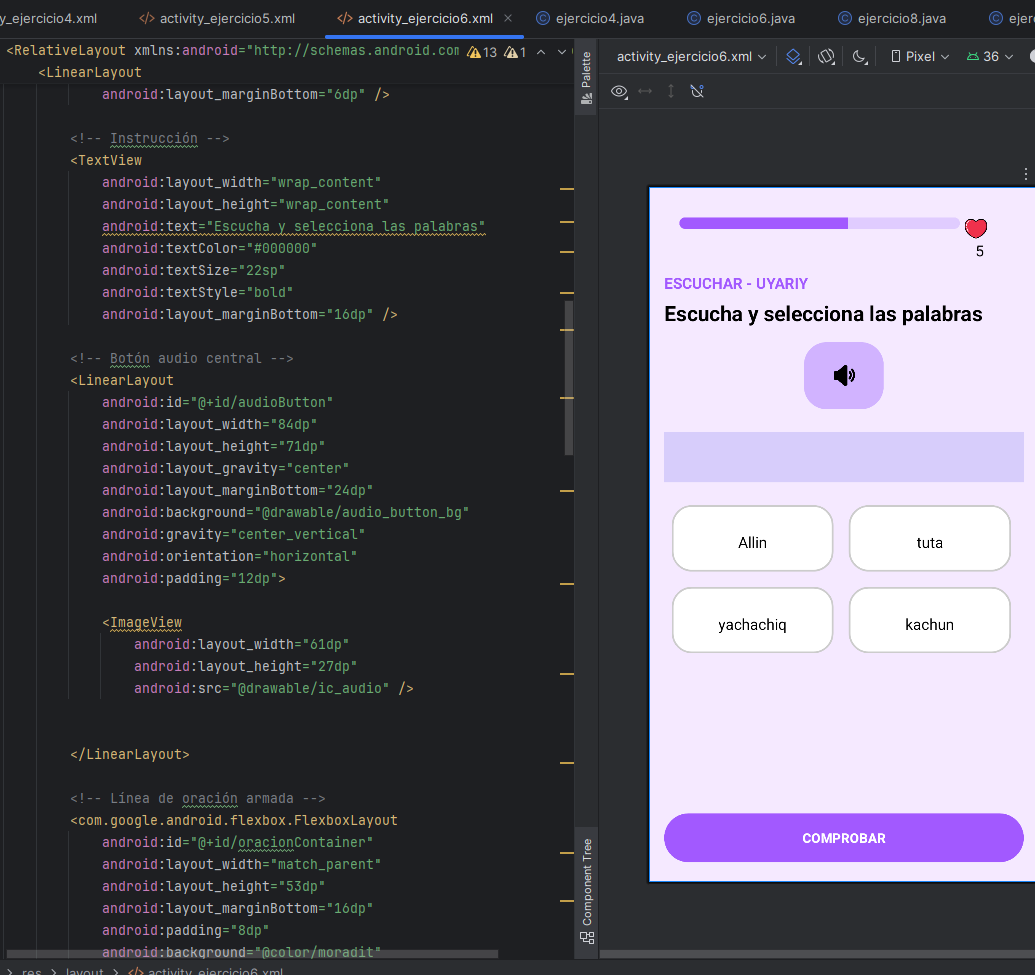 y_ejercicio4.xml </> activity_ejercicio5.xml </> activity_ejercicio6.xml × © ejercicio4.java © ejercicio6.java © ejercicio8.java © ejer
<RelativeLayout xmlns:android="http://schemas.android.com 13 1
<LinearLayout
android:layout_marginBottom="6dp" />
<!-- Instrucción -->
<TextView
android:layout_width="wrap_content"
android:layout_height="wrap_content"
android:text="Escucha y selecciona las palabras"
android:textColor="#000000"
android:textSize="22sp"
android:textStyle="bold"
android:layout_marginBottom="16dp" />
<!-- Botón audio central -->
<LinearLayout
android:id="@+id/audioButton"
android:layout_width="84dp"
android:layout_height="71dp"
android:layout_gravity="center"
android:layout_marginBottom="24dp"
android:background="@drawable/audio_button_bg"
android:gravity="center_vertical"
android:orientation="horizontal"
android:padding="12dp">
<ImageView
android:layout_width="61dp"
android:layout_height="27dp"
android:src="@drawable/ic_audio" />
</LinearLayout>
<!-- Línea de oración armada -->
<com.google.android.flexbox.FlexboxLayout
android:id="@+id/oracionContainer"
android:layout_width="match_parent"
android:layout_height="53dp"
android:layout_marginBottom="16dp"
android:padding="8dp"
android:background="@color/moradit"
> res > layout > </> activity_ejercicio6.xml
Palette
Component Tree
activity_ejercicio6.xml Pixel 36
5
ESCUCHAR - UYARIY
Escucha y selecciona las palabras
Allin tuta
yachachiq kachun
COMPROBAR